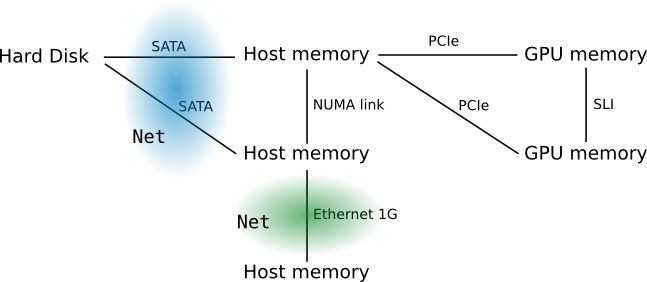 SATA
PCIe
Hard Disk
Host memory
GPU memory
SATA
NUMA link
PCIe
SLI
Net
Host memory
GPU memory
Net
Ethernet 1G
Host memory